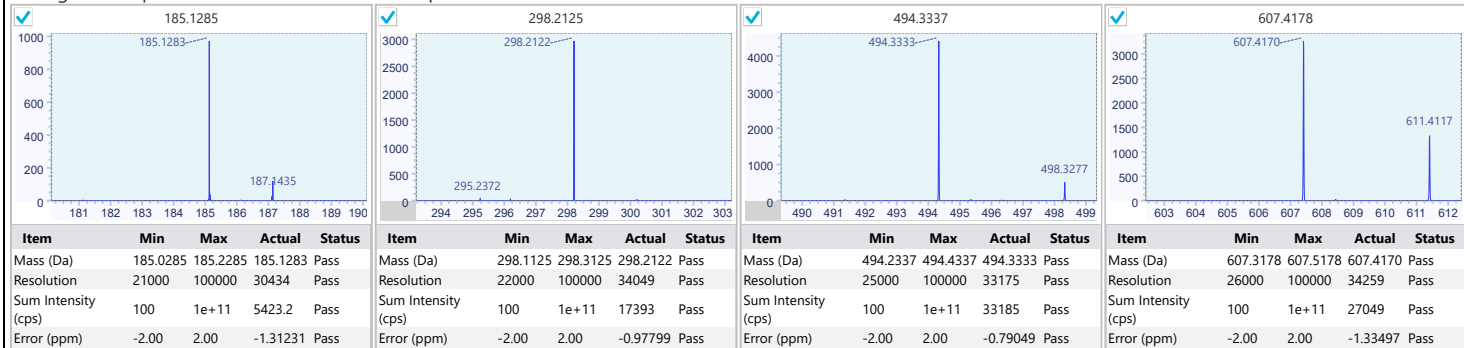 185.1285
1000
800
600
400
200
0
185.1283
187.1435
181 182 183 184 185 186 187 188 189 190
Item Min Max Actual Status
Mass (Da) 185.0285 185.2285 185.1283 Pass
Resolution 21000 100000 30434 Pass
Sum Intensity (cps) 100 1e+11 5423.2 Pass
Error (ppm) -2.00 2.00 -1.31231 Pass
298.2125
3000
2500
2000
1500
1000
500
0
298.2122
295.2372
294 295 296 297 298 299 300 301 302 303
Item Min Max Actual Status
Mass (Da) 298.1125 298.3125 298.2122 Pass
Resolution 22000 100000 34049 Pass
Sum Intensity (cps) 100 1e+11 17393 Pass
Error (ppm) -2.00 2.00 -0.97799 Pass
494.3337
4000
3000
2000
1000
0
494.3333
498.3277
490 491 492 493 494 495 496 497 498 499
Item Min Max Actual Status
Mass (Da) 494.2337 494.4337 494.3333 Pass
Resolution 25000 100000 33175 Pass
Sum Intensity (cps) 100 1e+11 33185 Pass
Error (ppm) -2.00 2.00 -0.79049 Pass
607.4178
3000
2500
2000
1500
1000
500
0
607.4170
611.4117
603 604 605 606 607 608 609 610 611 612
Item Min Max Actual Status
Mass (Da) 607.3178 607.5178 607.4170 Pass
Resolution 26000 100000 34259 Pass
Sum Intensity (cps) 100 1e+11 27049 Pass
Error (ppm) -2.00 2.00 -1.33497 Pass